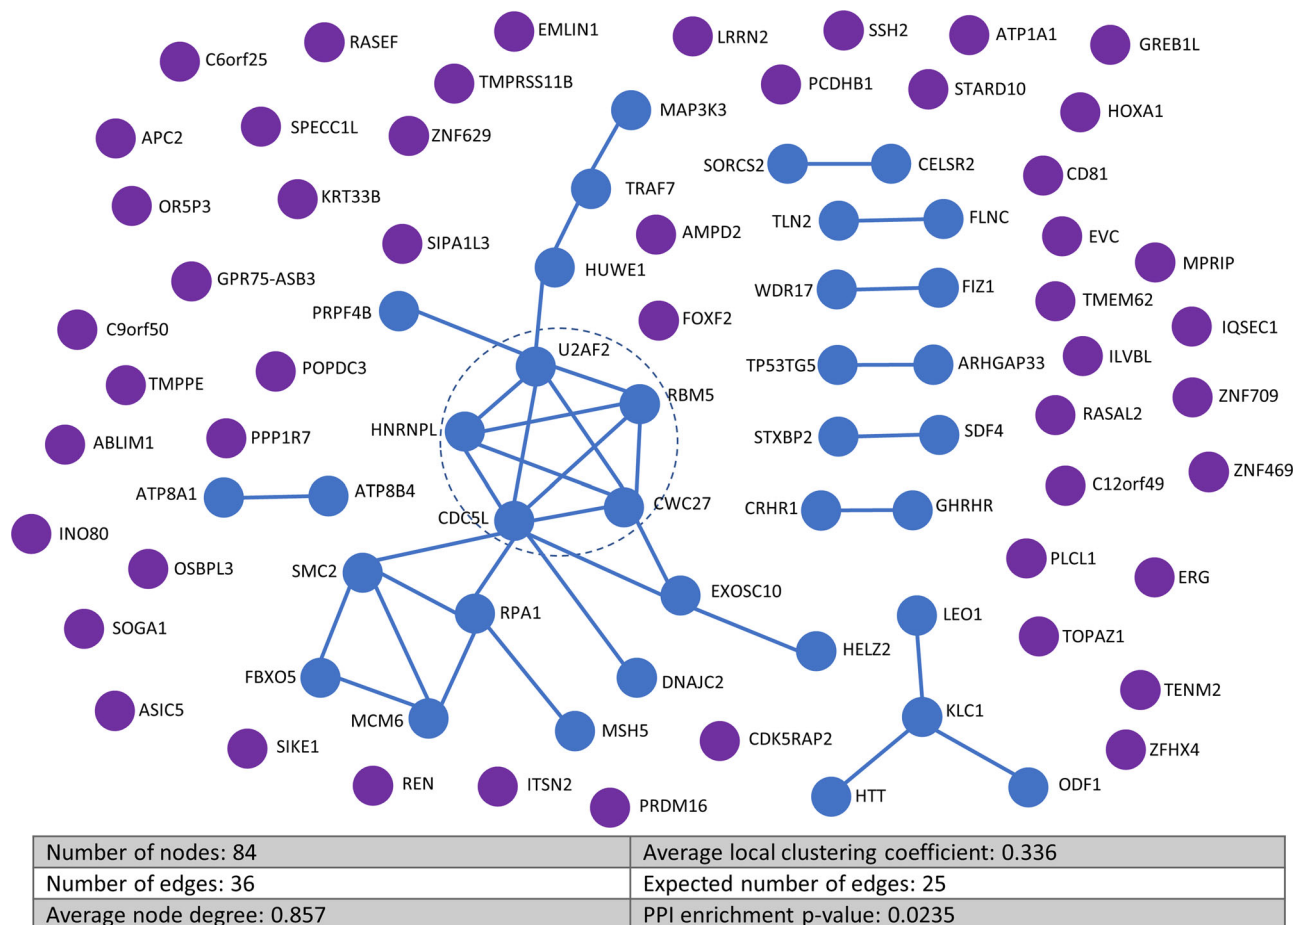 EMLIN1
SSH2
ATP1A1
LRRN2
RASEF
GREB1L
C6orf25
TMPRSS11B
PCDHB1
STARD10
MAP3K3
HOXA1
SPECC1L
ZNF629
APC2
SORCS2
CELSR2
CD81
TRAF7
KRT33B
OR5P3
TLN2
FLNC
AMPD2
EVC
SIPA1L3
MPRIP
HUWE1
GPR75-ASB3
WDR17
FIZ1
TMEM62
PRPF4B
FOXF2
IQSEC1
C9orf50
U2AF2
ILVBL
POPDC3
TP53TG5
ARHGAP33
TMPPE
RBM5
ZNF709
RASAL2
HNRNPL
STXBP2
SDF4
PPP1R7
ABLIM1
ZNF469
C12orf49
ATP8A1
ATP8B4
CWC27
CRHR1
GHRHR
CDC5L
INO80
PLCL1
OSBPL3
SMC2
ERG
EXOSC10
RPA1
LEO1
SOGA1
TOPAZ1
HELZ2
FBXO5
DNAJC2
TENM2
ASIC5
KLC1
MCM6
MSH5
CDK5RAP2
SIKE1
ZFHX4
REN
ITSN2
ODF1
HTT
PRDM16
Number of nodes: 84
Average local clustering coefficient: 0.336
Number of edges: 36
Expected number of edges: 25
Average node degree: 0.857
PPI enrichment p-value: 0.0235